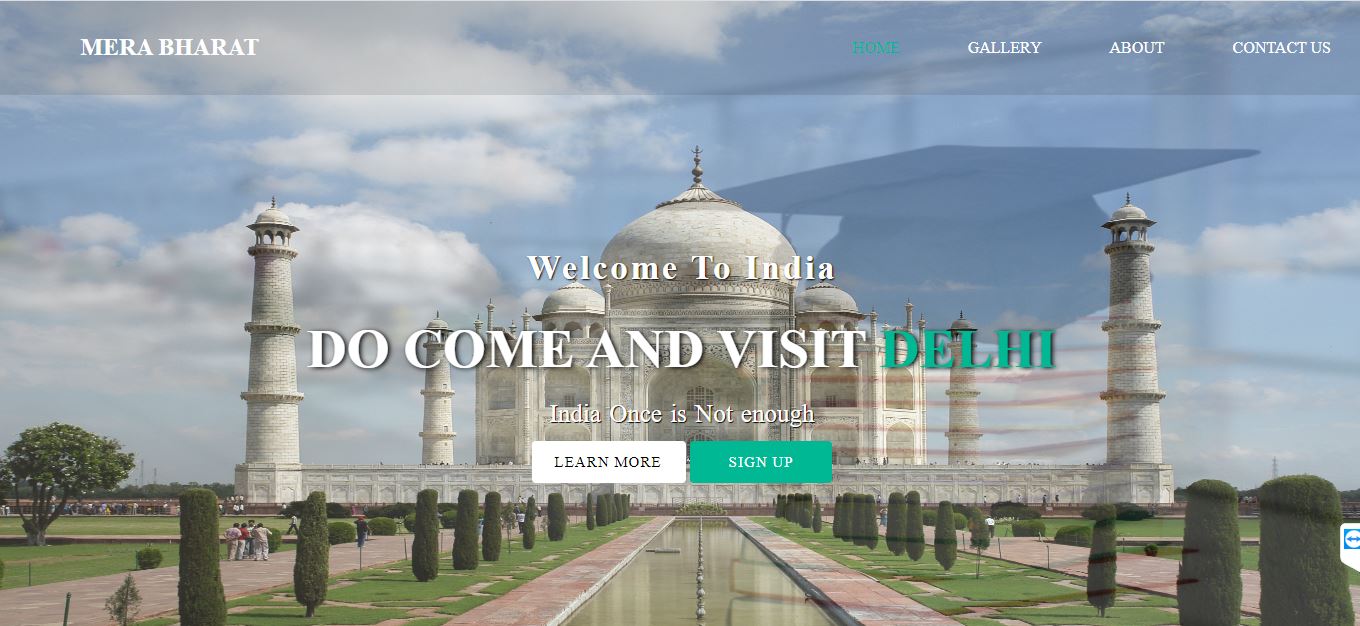 MERA BHARAT
HOME GALLERY ABOUT CONTACT US
Welcome To India
DO COME AND VISIT DELHI
India Once is Not enough
LEARN MORE SIGN UP